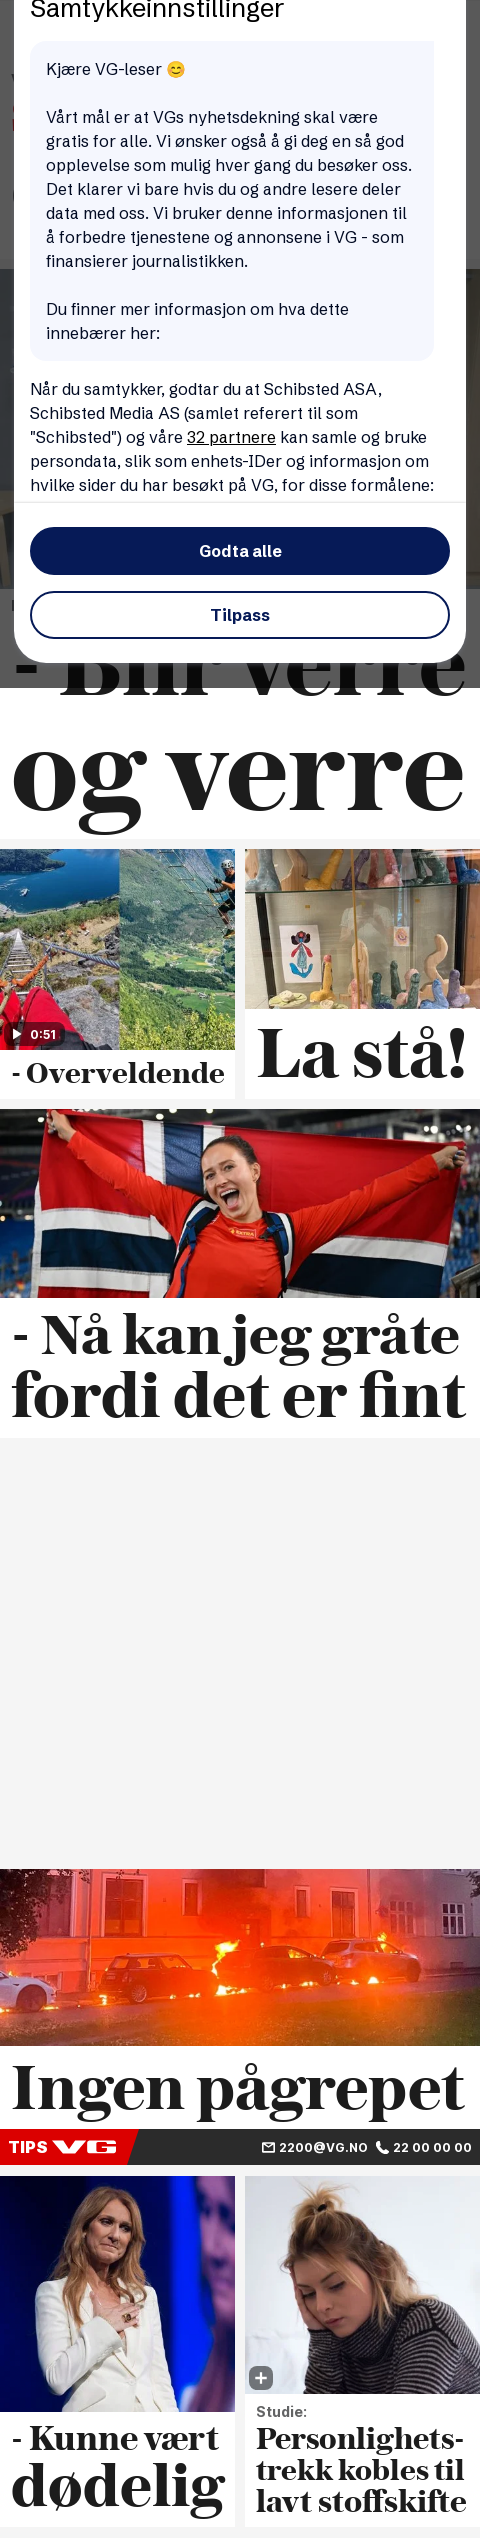 Samtykkeinnstillinger
Kjære VG-leser 😊
Vårt mål er at VGs nyhetsdekning skal være
gratis for alle. Vi ønsker også å gi deg en så god
opplevelse som mulig hver gang du besøker oss.
Det klarer vi bare hvis du og andre lesere deler
data med oss. Vi bruker denne informasjonen til
å forbedre tjenestene og annonsene i VG - som
finansierer journalistikken.
Du finner mer informasjon om hva dette
innebærer her:
Når du samtykker, godtar du at Schibsted ASA,
Schibsted Media AS (samlet referert til som
"Schibsted") og våre 32 partnere kan samle og bruke
persondata, slik som enhets-IDer og informasjon om
hvilke sider du har besøkt på VG, for disse formålene:
Godta alle
Tilpass
- Blir verre
og verre
0:51
- Overveldende
La stå!
- Nå kan jeg gråte
fordi det er fint
Ingen pågrepet
TIPS VG 2200@VG.NO 22 00 00 00
- Kunne vært
dødelig
Studie:
Personlighets-
trekk kobles til
lavt stoffskifte